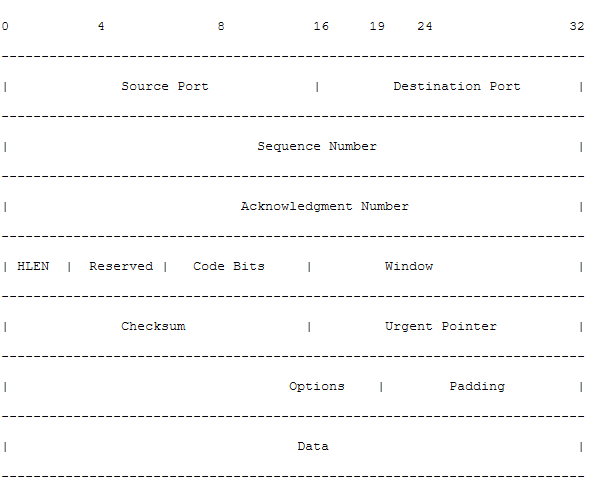 0 4 8 16 19 24 32
-------------------------------------------------------------------------
| Source Port | Destination Port |
-------------------------------------------------------------------------
| Sequence Number |
-------------------------------------------------------------------------
| Acknowledgment Number |
-------------------------------------------------------------------------
| HLEN | Reserved | Code Bits | Window |
-------------------------------------------------------------------------
| Checksum | Urgent Pointer |
-------------------------------------------------------------------------
| Options | Padding |
-------------------------------------------------------------------------
| Data |
-------------------------------------------------------------------------